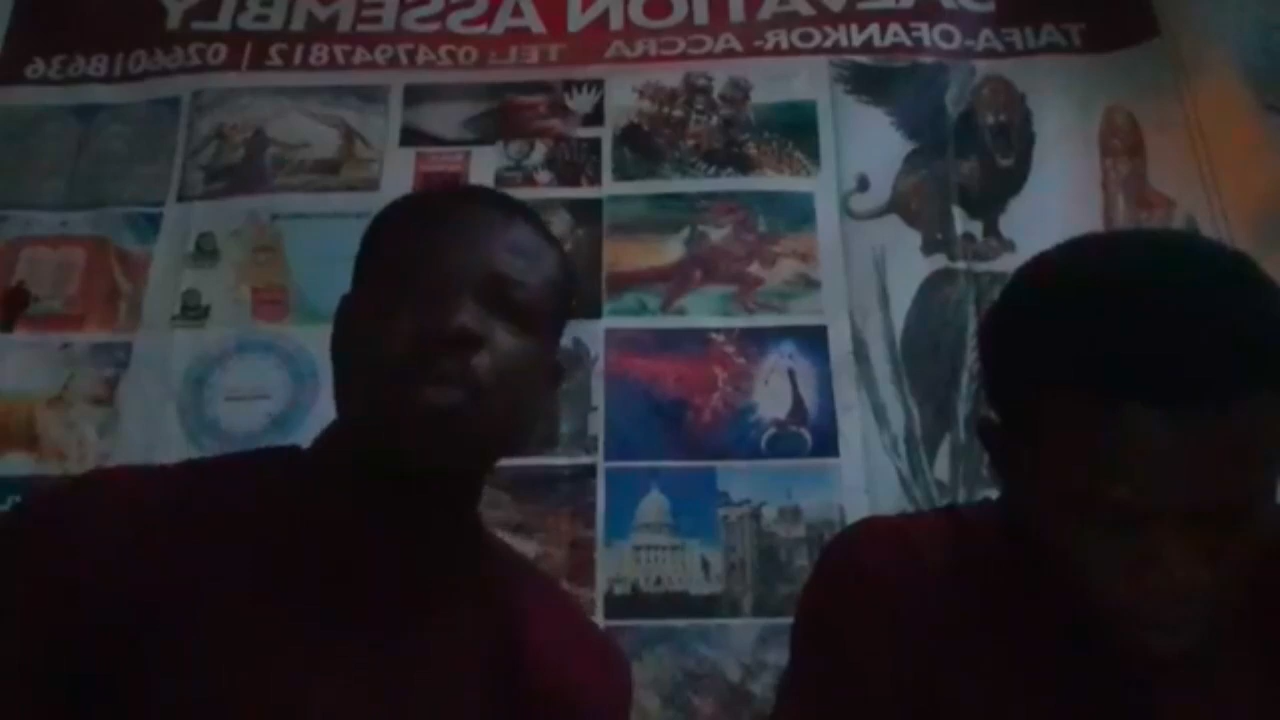 SALVATION ASSEMBLY
TAIFA-OFANKOR- ACCRA TEL: 0247947812 | 0266018636